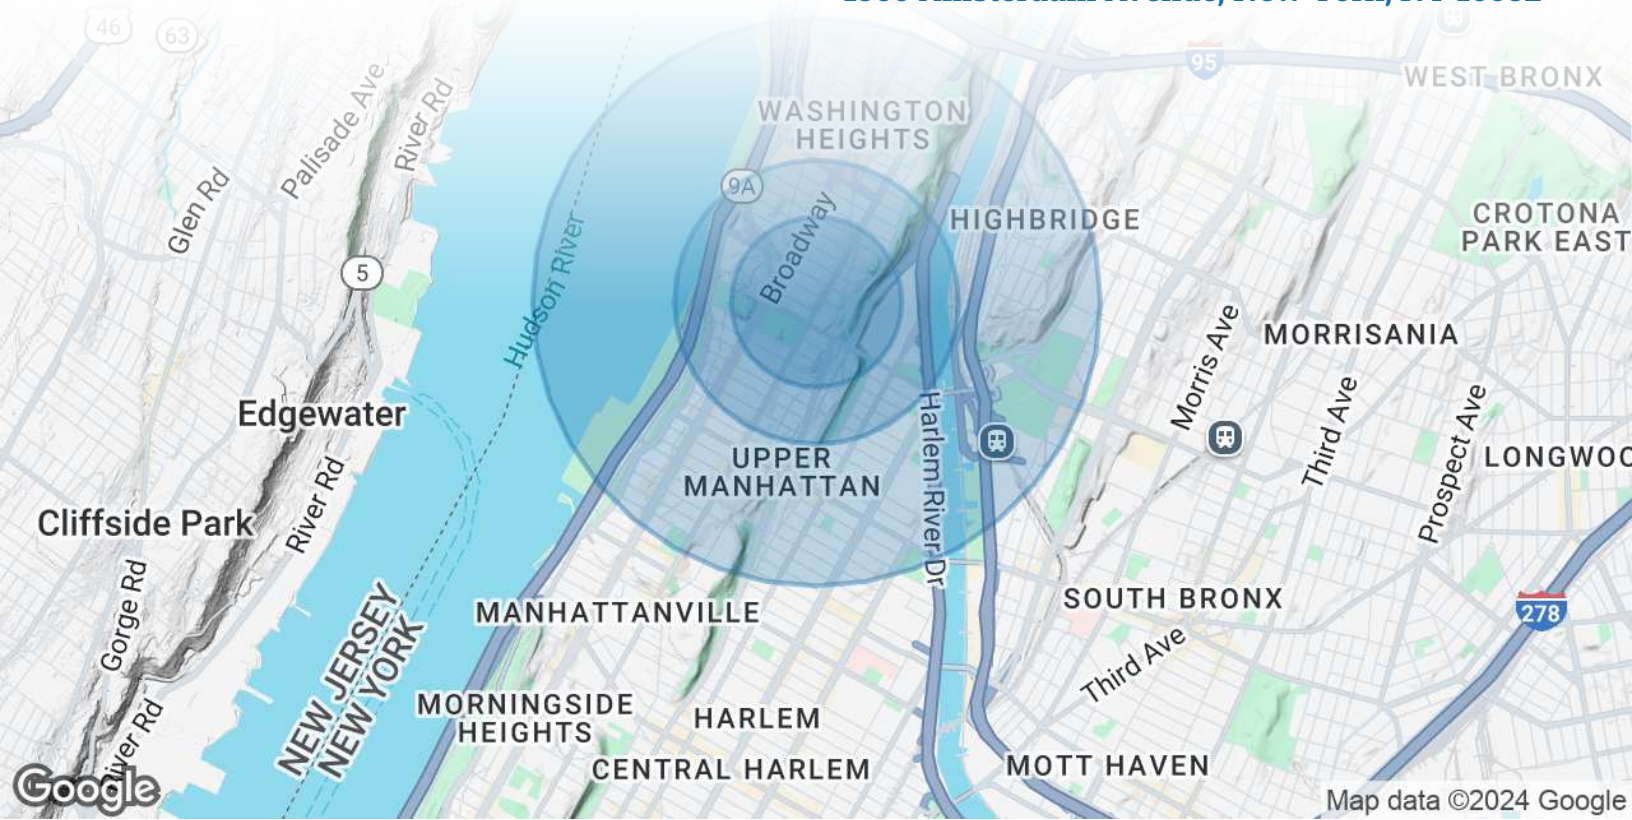 46
63
95
WEST BRONX
Palisade Ave
River Rd
WASHINGTON
HEIGHTS
9A
Glen Rd
Broadway
HIGHBRIDGE
CROTONA
PARK EAST
5
Hudson River
MORRISANIA
Morris Ave
Edgewater
Harlem River Dr
Third Ave
Prospect Ave
UPPER
MANHATTAN
LONGWOO
Cliffside Park
River Rd
Gorge Rd
NEW JERSEY
NEW YORK
MANHATTANVILLE
SOUTH BRONX
278
Third Ave
River Rd
MORNINGSIDE
HEIGHTS
HARLEM
CENTRAL HARLEM
MOTT HAVEN
Google
Map data ©2024 Google